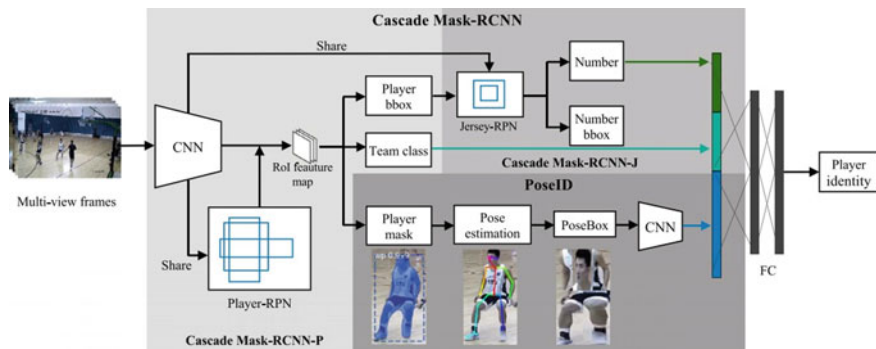 Cascade Mask-RCNN
Share
Number
Player
bbox
Jersey-RPN
CNN
RoI feauture
map
Team class
Number
bbox
Cascade Mask-RCNN-J
Player
identity
Multi-view frames
PoseID
Player
mask
Pose
estimation
PoseBox
CNN
Share
Player-RPN
FC
Cascade Mask-RCNN-P